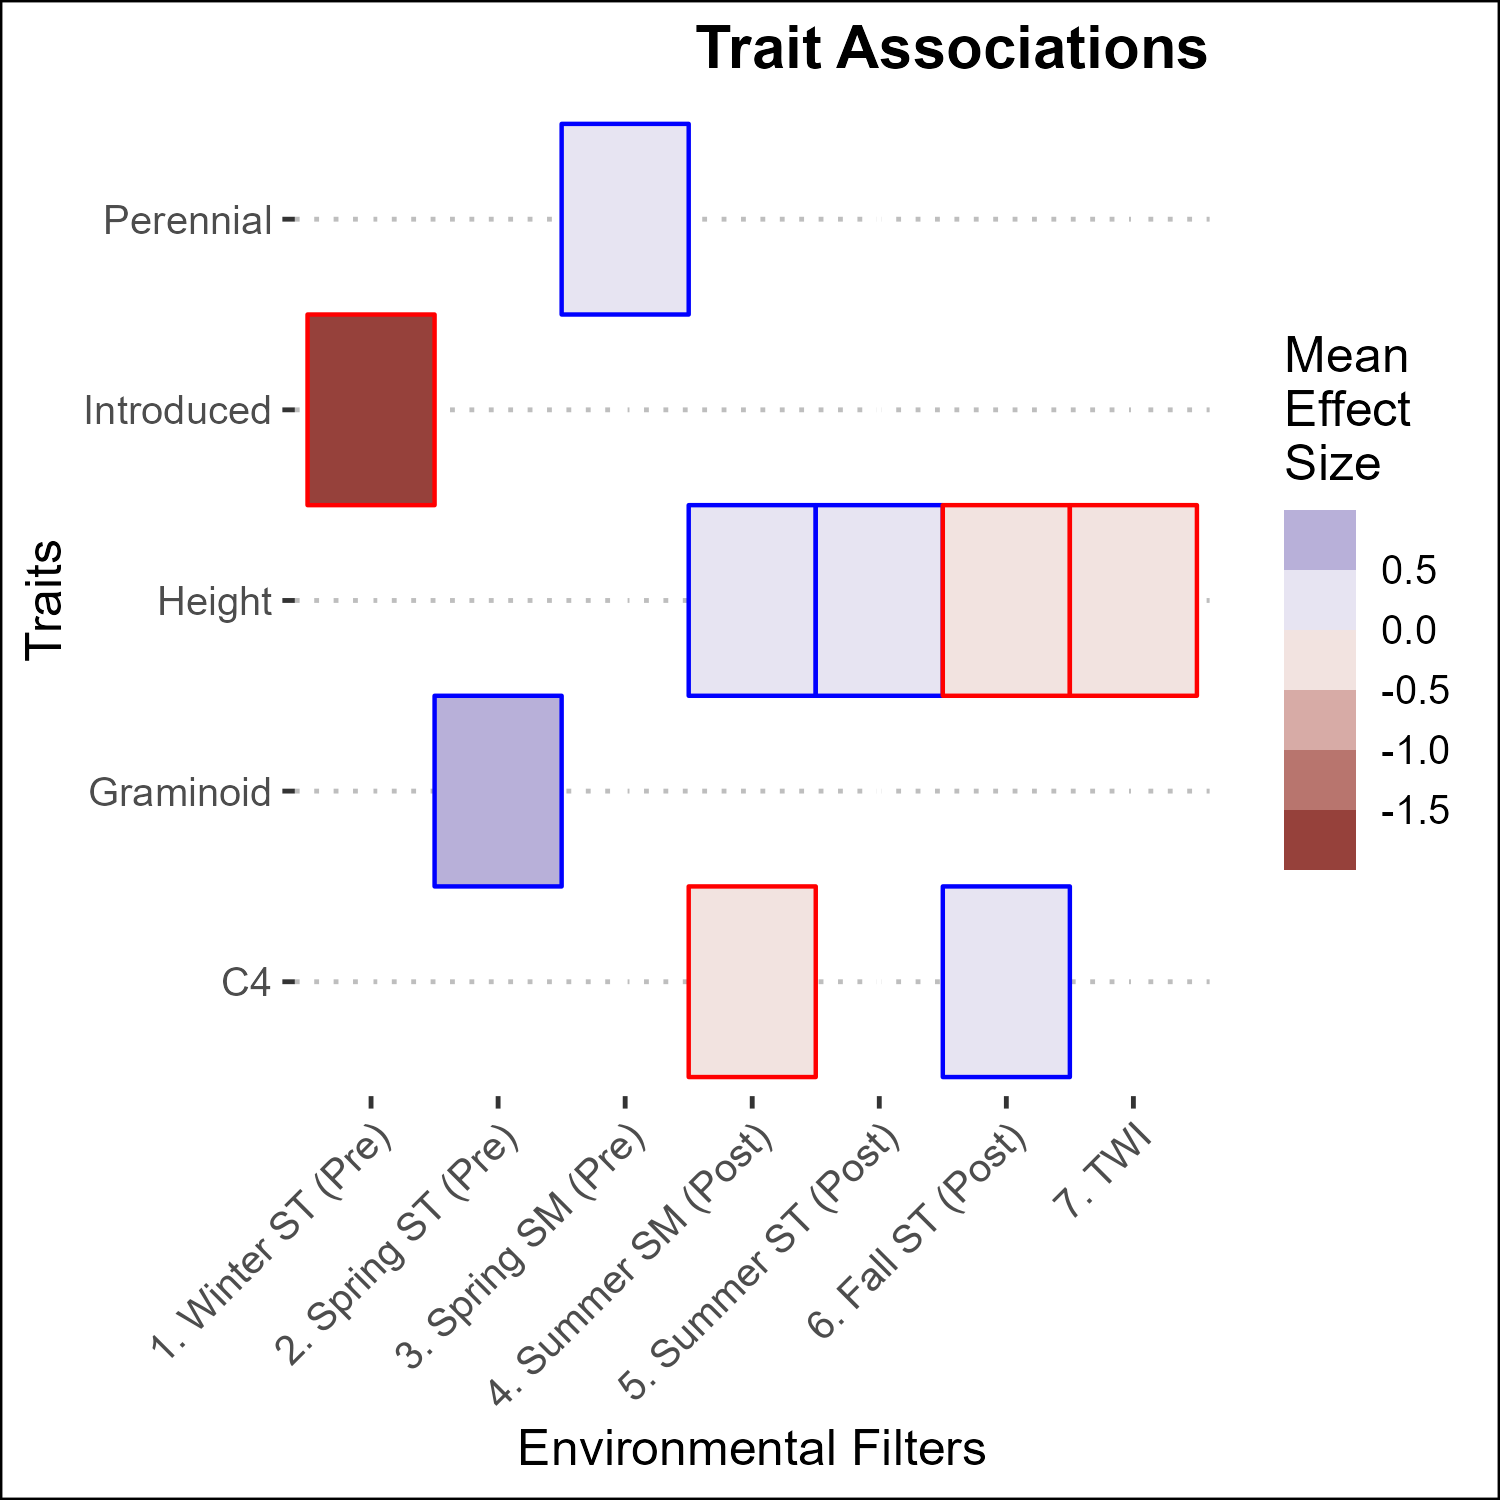 Trait Associations
Traits
Perennial
Introduced
Height
Graminoid
C4
1. Winter ST (Pre)
2. Spring ST (Pre)
3. Spring SM (Pre)
4. Summer SM (Post)
5. Summer ST (Post)
6. Fall ST (Post)
7. TWI
Environmental Filters
Mean
Effect
Size
0.5
0.0
-0.5
-1.0
-1.5